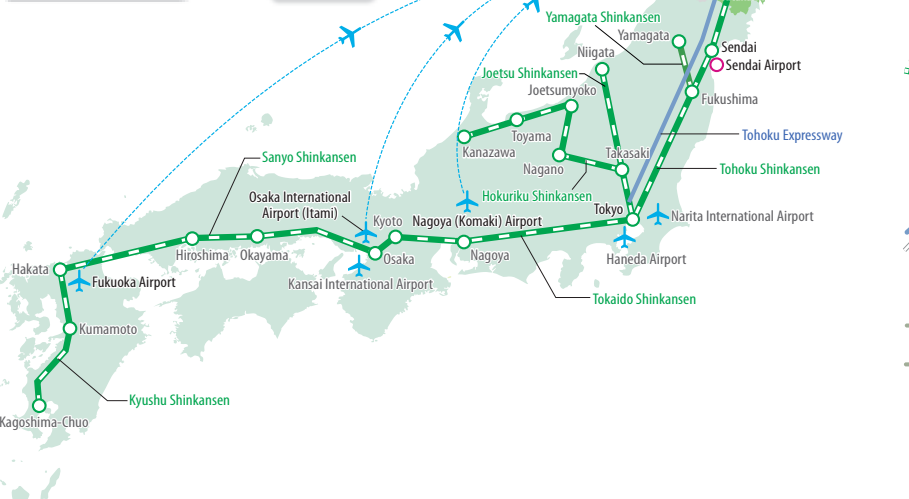 Yamagata Shinkansen
Yamagata
Niigata
Sendai
Sendai Airport
Joetsu Shinkansen
Joetsumyoko
Fukushima
Toyama
Tohoku Expressway
Kanazawa
Takasaki
Sanyo Shinkansen
Nagano
Tohoku Shinkansen
Hokuriku Shinkansen
Osaka International
Airport (Itami)
Tokyo
Kyoto
Nagoya (Komaki) Airport
Narita International Airport
Hiroshima
Okayama
Osaka
Nagoya
Haneda Airport
Hakata
Fukuoka Airport
Kansai International Airport
Tokaido Shinkansen
Kumamoto
Kyushu Shinkansen
Kagoshima-Chuo